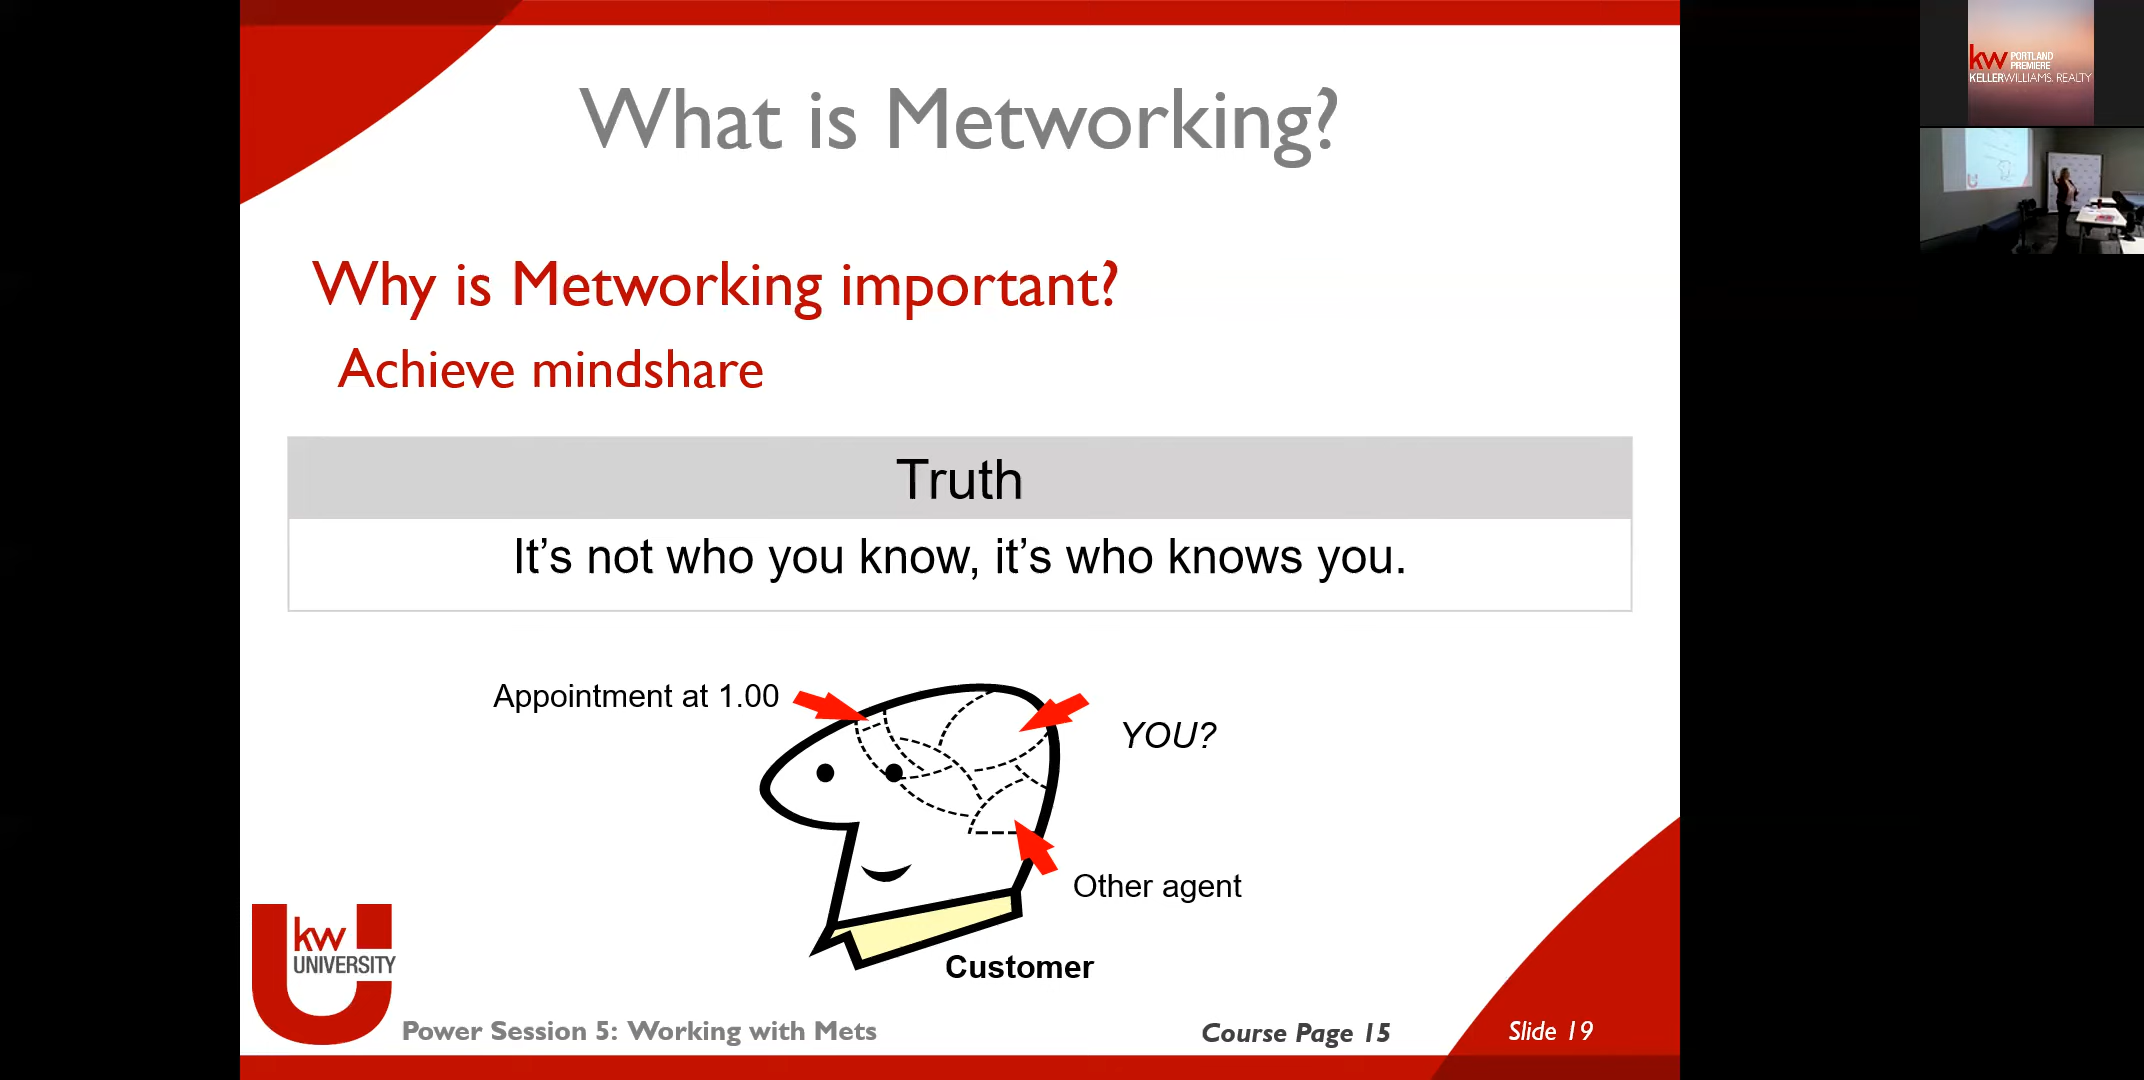 What is Metworking?
Why is Metworking important?
Achieve mindshare
Truth
It’s not who you know, it’s who knows you.
Appointment at 1.00
YOU?
Other agent
Customer
kw
UNIVERSITY
Power Session 5: Working with Mets
Course Page 15
Slide 19
kw PORTLAND
PREMIERE
KELLERWILLIAMS. REALTY